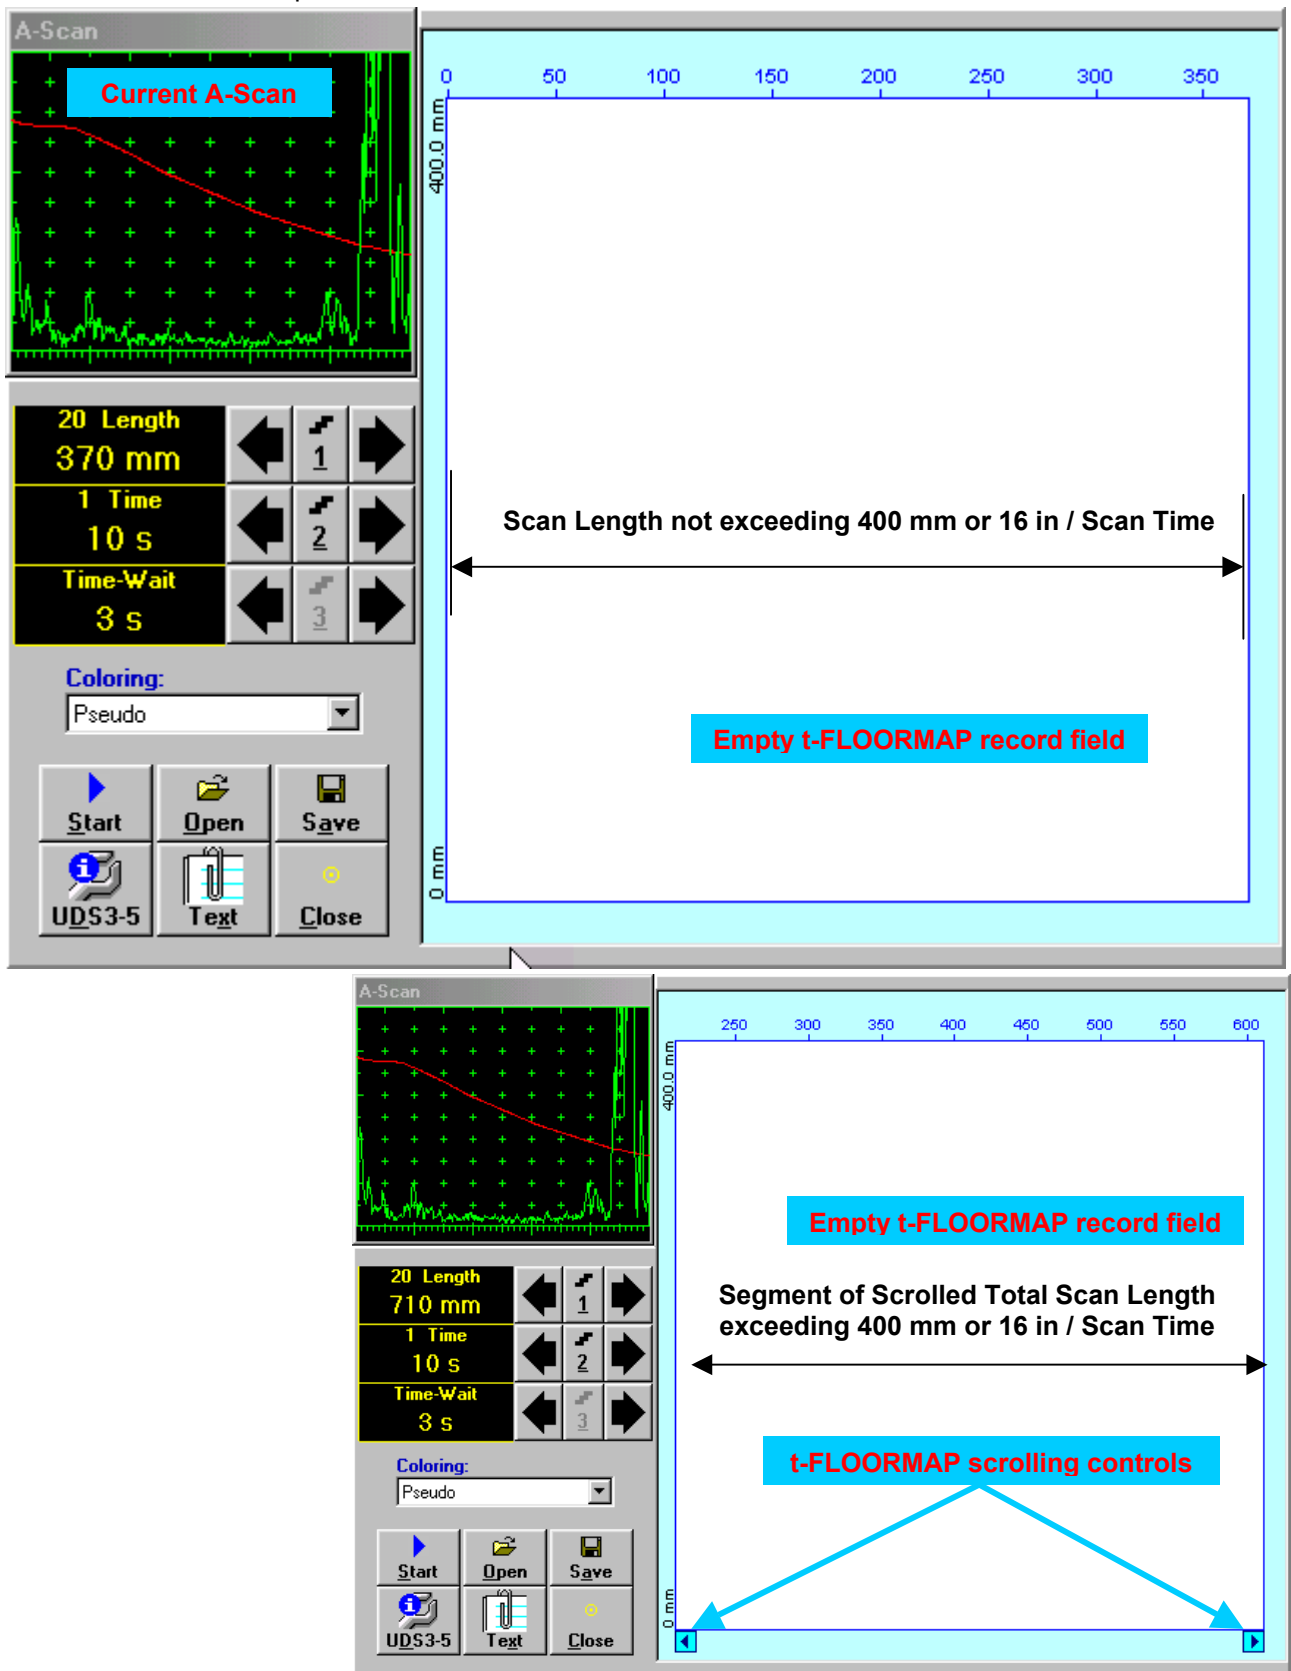 A-Scan
Current A-Scan
0 50 100 150 200 250 300 350
400.0 mm
20 Length
370 mm
1
1 Time
10 s
2
Time-Wait
3 s
3
Scan Length not exceeding 400 mm or 16 in / Scan Time
Coloring:
Pseudo
Empty t-FLOORMAP record field
Start Open Save
0 mm
UDS3-5 Text Close
A-Scan
250 300 350 400 450 500 550 600
400.0 mm
Empty t-FLOORMAP record field
20 Length
710 mm
1
Segment of Scrolled Total Scan Length
exceeding 400 mm or 16 in / Scan Time
1 Time
10 s
2
Time-Wait
3 s
3
Coloring:
Pseudo
t-FLOORMAP scrolling controls
Start Open Save
0 mm
UDS3-5 Text Close